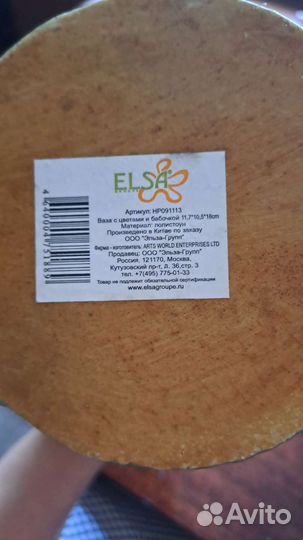 ELSA®
Артикул: HP091113
Ваза с цветами и бабочкой 11,7*10,5*18cm
Материал: полистоун
Произведено в Китае по заказу
ООО "Эльза-Групп"
Фирма - изготовитель: ARTS WORLD ENTERPRISES LTD
Продавец: ООО "Эльза-Групп"
Россия, 121170, Москва,
Кутузовский пр-т, д. 36, стр. 3
тел. +7(495) 775-01-33
Товар не подлежит обязательной сертификации
www.elsagroupe.ru
Avito